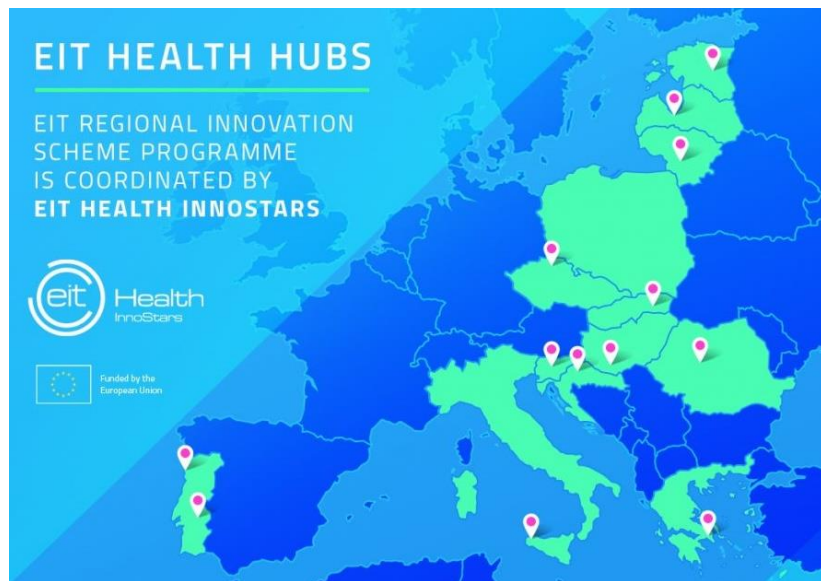 EIT HEALTH HUBS
EIT REGIONAL INNOVATION
SCHEME PROGRAMME
IS COORDINATED BY
EIT HEALTH INNOSTARS
eit Health
InnoStars
Funded by the
European Union